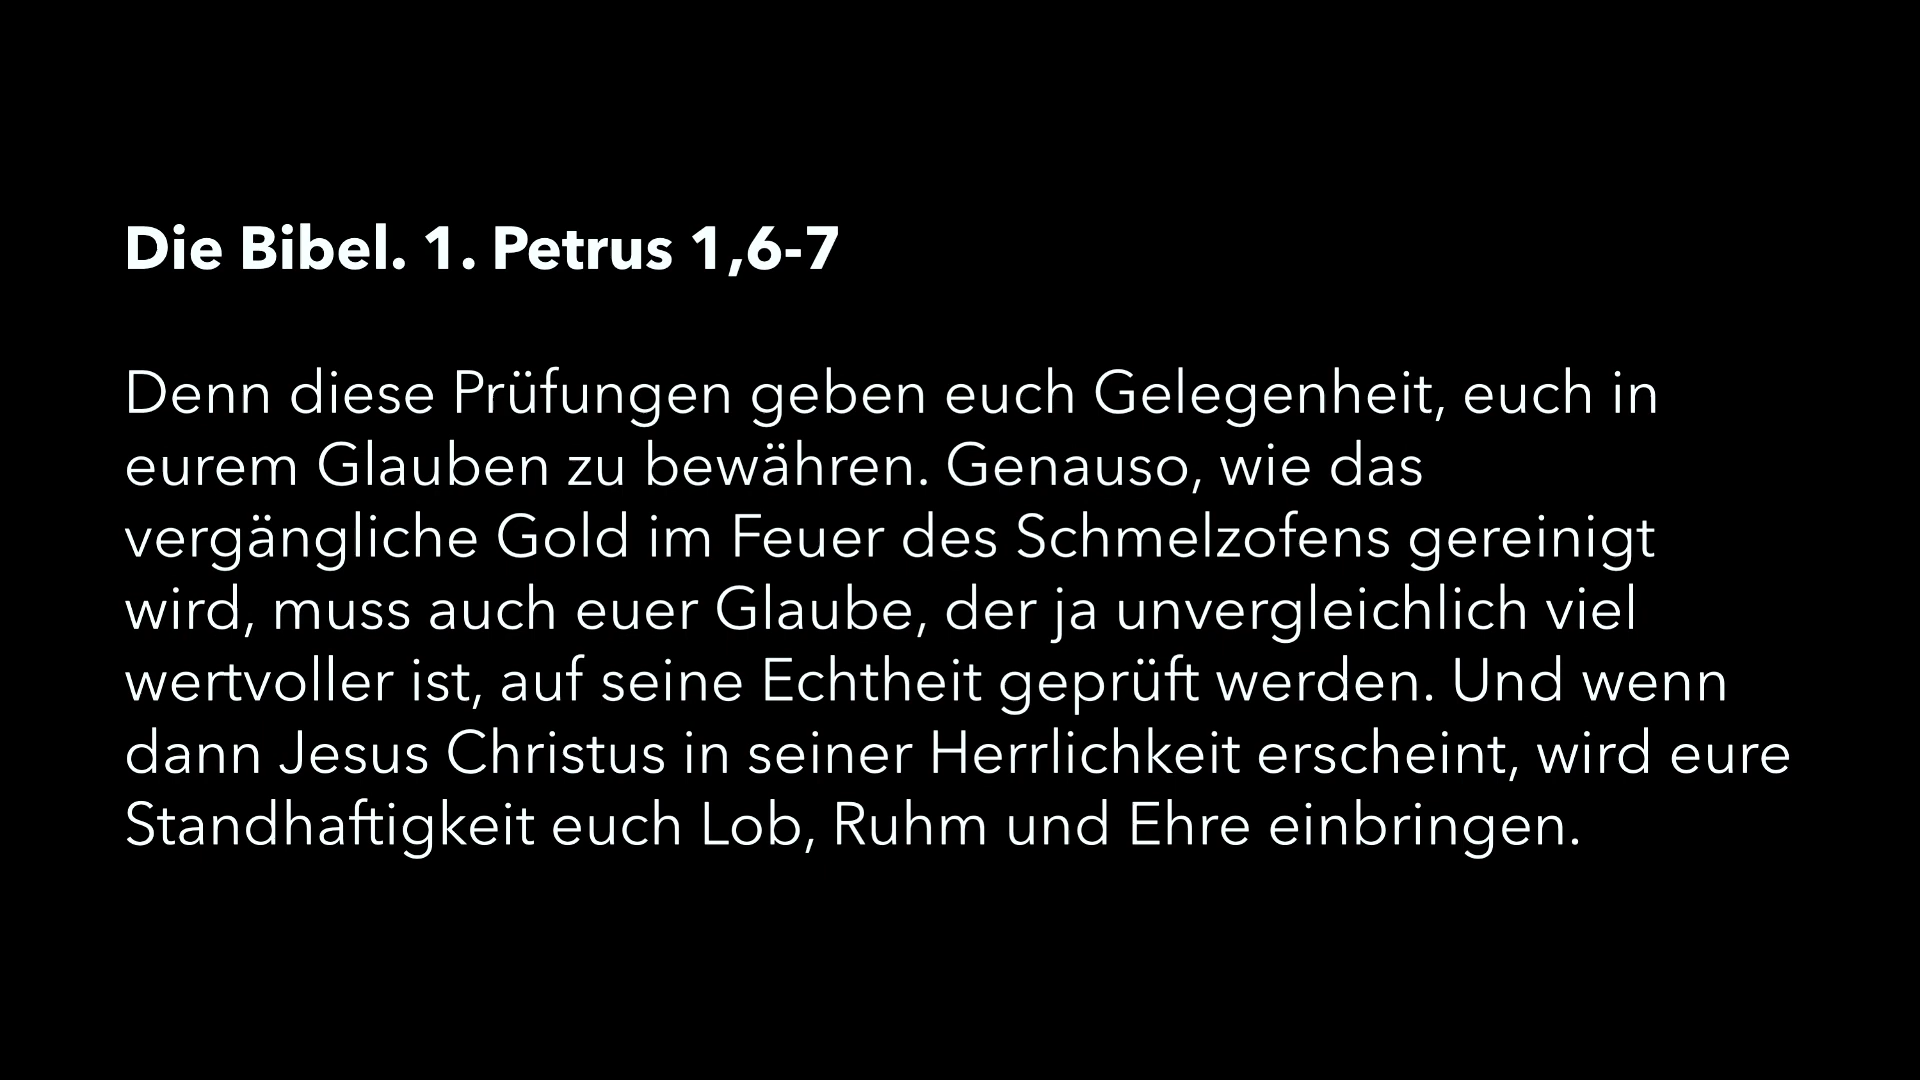 Die Bibel. 1. Petrus 1,6-7
Denn diese Prüfungen geben euch Gelegenheit, euch in
eurem Glauben zu bewähren. Genauso, wie das
vergängliche Gold im Feuer des Schmelzofens gereinigt
wird, muss auch euer Glaube, der ja unvergleichlich viel
wertvoller ist, auf seine Echtheit geprüft werden. Und wenn
dann Jesus Christus in seiner Herrlichkeit erscheint, wird eure
Standhaftigkeit euch Lob, Ruhm und Ehre einbringen.